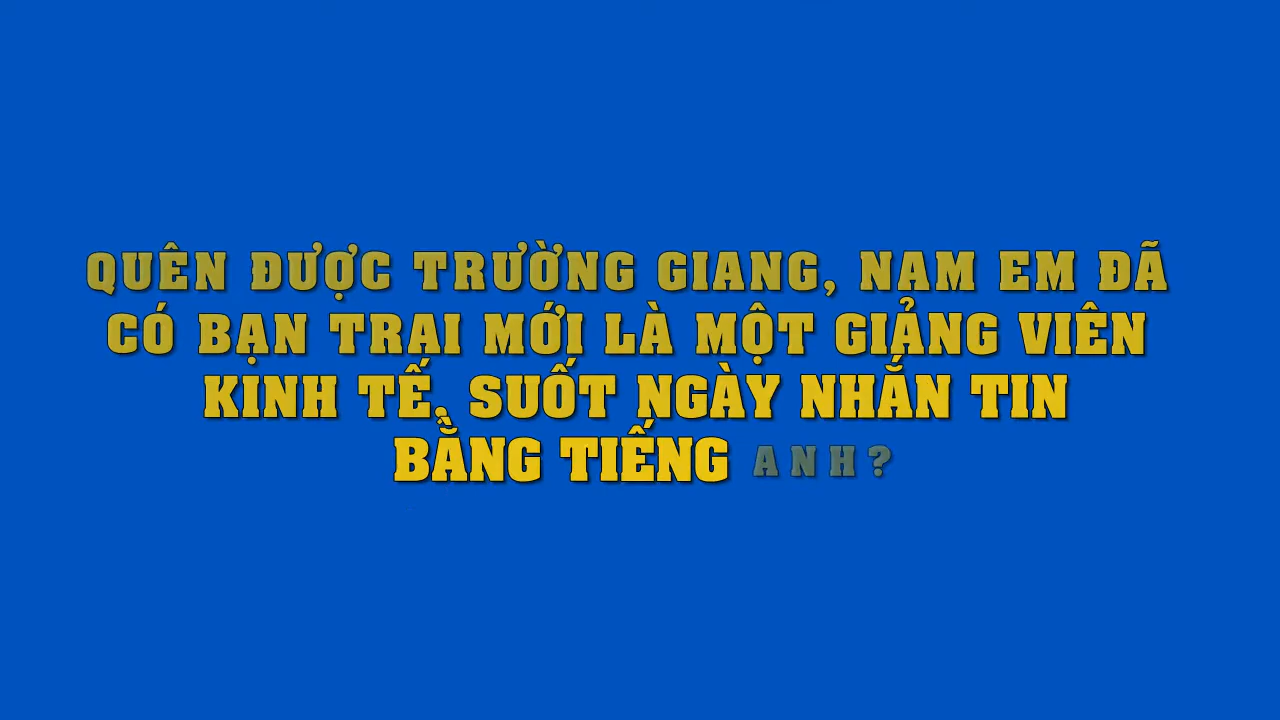 QUÊN ĐƯỢC TRƯỜNG GIANG, NAM EM ĐÃ
CÓ BẠN TRAI MỚI LÀ MỘT GIẢNG VIÊN
KINH TẾ, SUỐT NGÀY NHẮN TIN
BẰNG TIẾNG ANH?